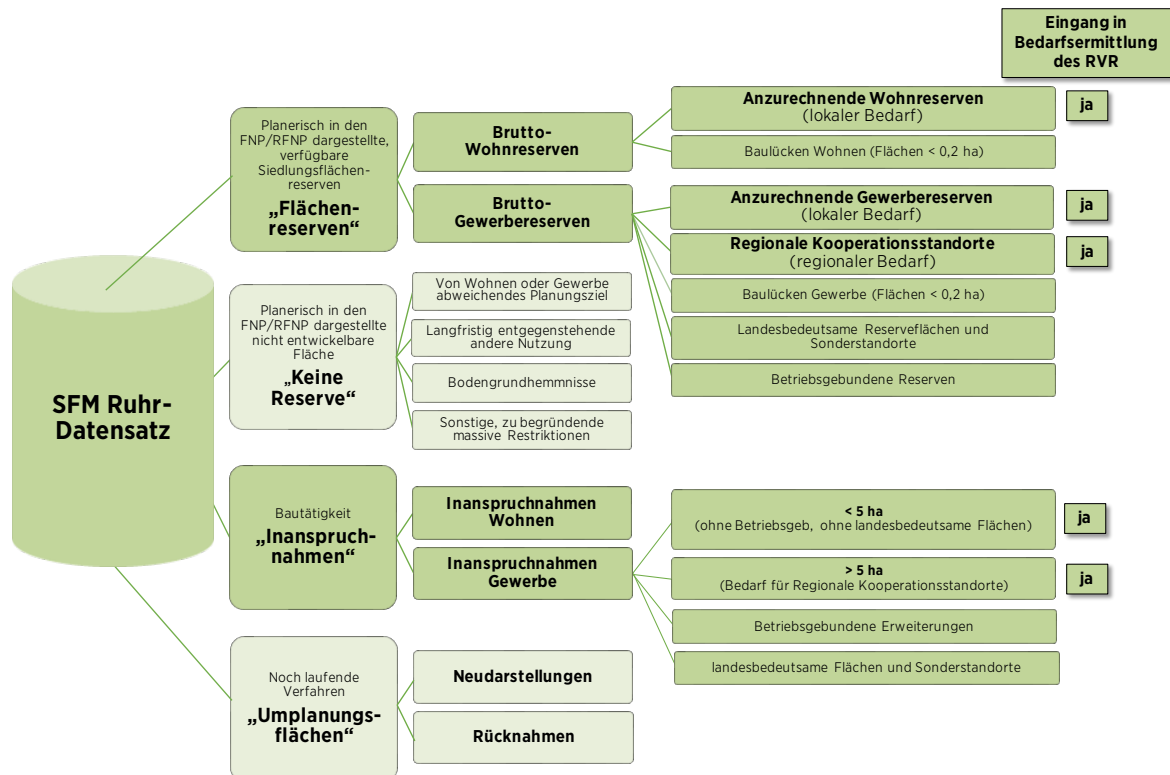 Eingang in
Bedarfsermittlung
des RVR
SFM Ruhr-
Datensatz
Planerisch in den
FNP/RFNP dargestellte,
verfügbare
Siedlungsflächen-
reserven
„Flächen-
reserven“
Brutto-
Wohnreserven
Anzurechnende Wohnreserven
(lokaler Bedarf)
ja
Baulücken Wohnen (Flächen < 0,2 ha)
Brutto-
Gewerbereserven
Anzurechnende Gewerbereserven
(lokaler Bedarf)
ja
Regionale Kooperationsstandorte
(regionaler Bedarf)
ja
Baulücken Gewerbe (Flächen < 0,2 ha)
Landesbedeutsame Reserveflächen und
Sonderstandorte
Betriebsgebundene Reserven
Planerisch in den
FNP/RFNP dargestellte
nicht entwickelbare
Fläche
„Keine
Reserve“
Von Wohnen oder Gewerbe
abweichendes Planungsziel
Langfristig entgegenstehende
andere Nutzung
Bodengrundhemmnisse
Sonstige, zu begründende
massive Restriktionen
Bautätigkeit
„Inanspruch-
nahmen“
Inanspruchnahmen
Wohnen
Inanspruchnahmen
Gewerbe
< 5 ha
(ohne Betriebsgeb, ohne landesbedeutsame Flächen)
ja
> 5 ha
(Bedarf für Regionale Kooperationsstandorte)
ja
Betriebsgebundene Erweiterungen
landesbedeutsame Flächen und Sonderstandorte
Noch laufende
Verfahren
„Umplanungs-
flächen“
Neudarstellungen
Rücknahmen